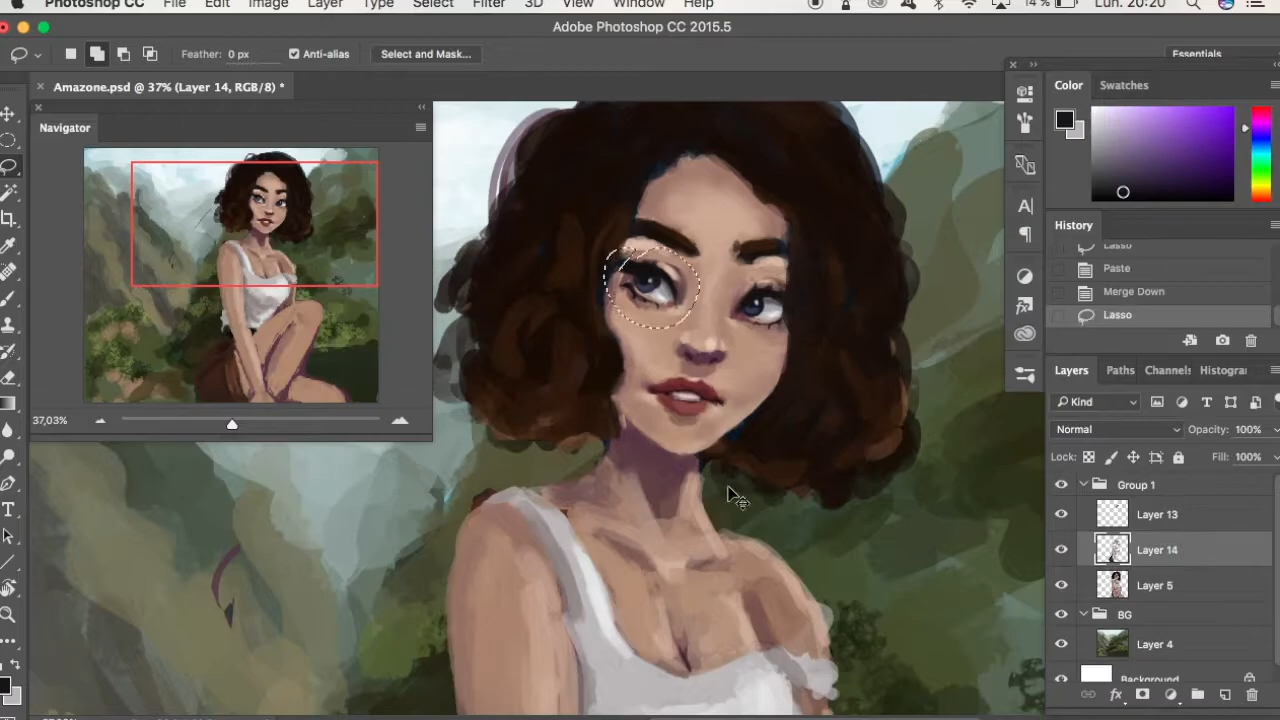 Photoshop CC File Edit Image Layer Type Select Filter 3D View Window Help 14 % Lun. 20:20
Adobe Photoshop CC 2015.5
Feather: 0 px Anti-alias Select and Mask... Essentials
Amazone.psd @ 37% (Layer 14, RGB/8) *
Navigator
37,03%
Color Swatches
History
Lasso
Paste
Merge Down
Lasso
Layers Paths Channels Histogra
Kind
Normal Opacity: 100%
Lock: Fill: 100%
Group 1
Layer 13
Layer 14
Layer 5
BG
Layer 4
Background